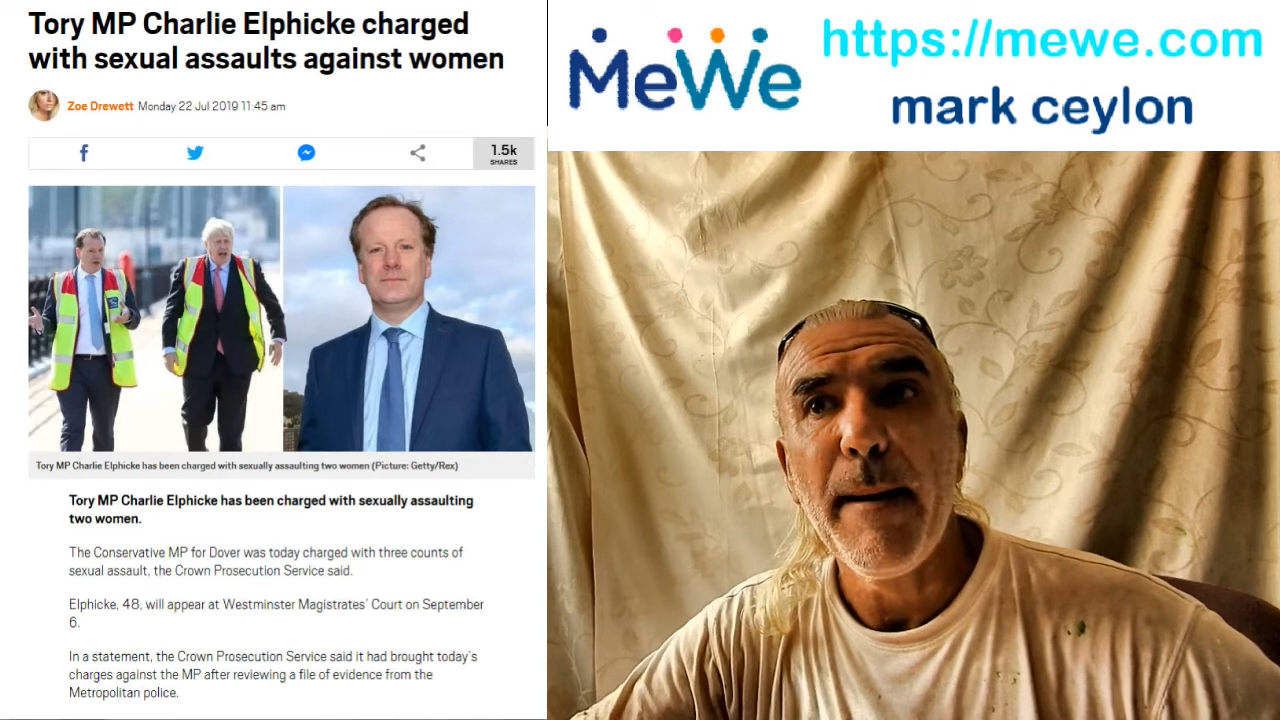 Tory MP Charlie Elphicke charged
with sexual assaults against women
Zoe Drewett Monday 22 Jul 2019 11:45 am
1.5k
SHARES
Tory MP Charlie Elphicke has been charged with sexually assaulting two women (Picture: Getty/Rex)
Tory MP Charlie Elphicke has been charged with sexually assaulting
two women.
The Conservative MP for Dover was today charged with three counts of
sexual assault, the Crown Prosecution Service said.
Elphicke, 48, will appear at Westminster Magistrates' Court on September
6.
In a statement, the Crown Prosecution Service said it had brought today's
charges against the MP after reviewing a file of evidence from the
Metropolitan police.
MeWe
https://mewe.com
mark ceylon